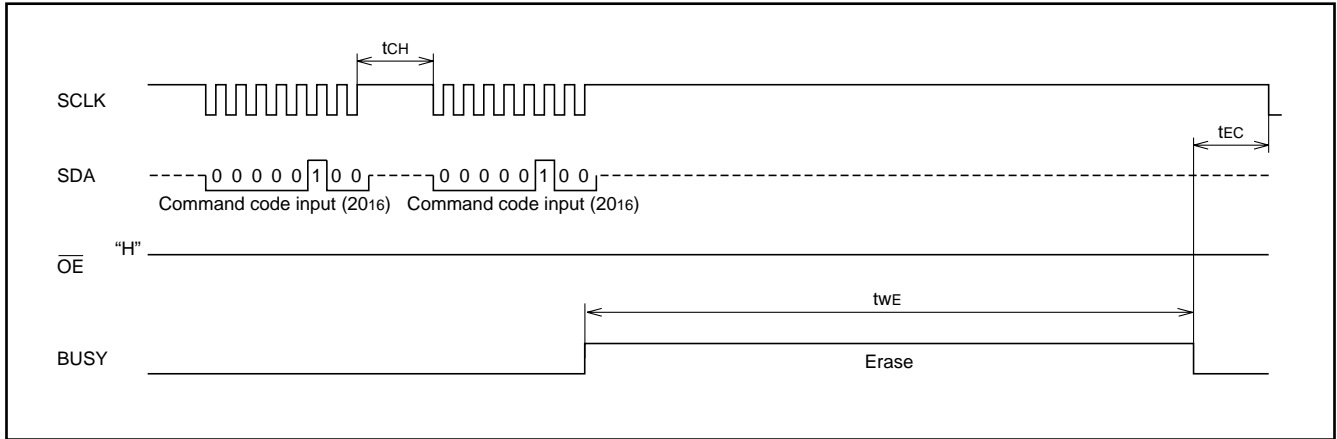 tCH
SCLK
tEC
SDA
0 0 0 0 0 1 0 0
0 0 0 0 0 1 0 0
Command code input (2016)
Command code input (2016)
"H"
OE
twE
BUSY
Erase